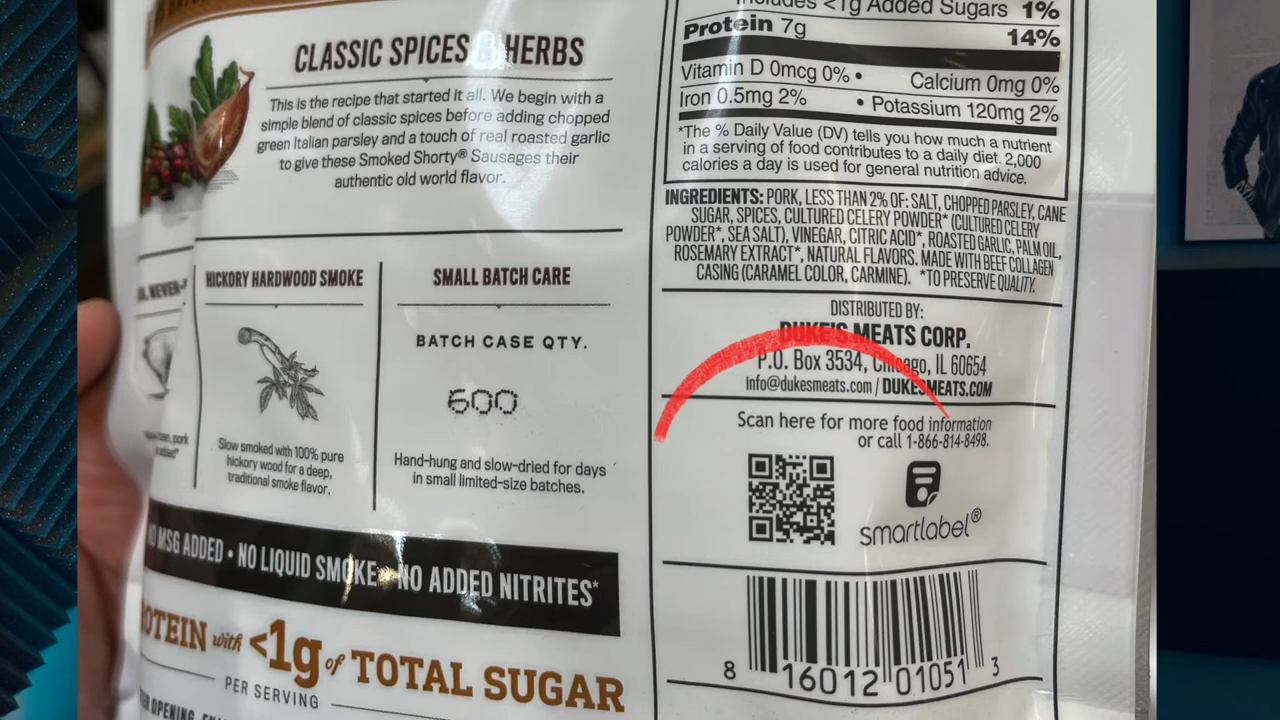 CLASSIC SPICES & HERBS
This is the recipe that started it all. We begin with a
simple blend of classic spices before adding chopped
green Italian parsley and a touch of real roasted garlic
to give these Smoked Shorty® Sausages their
authentic old world flavor.
HICKORY HARDWOOD SMOKE
Slow smoked with 100% pure
hickory wood for a deep,
traditional smoke flavor.
SMALL BATCH CARE
BATCH CASE QTY.
600
Hand-hung and slow-dried for days
in small limited-size batches.
MSG ADDED • NO LIQUID SMOKE • NO ADDED NITRITES*
with <1g of TOTAL SUGAR
PER SERVING
Includes <1g Added Sugars 1%
Protein 7g 14%
Vitamin D 0mcg 0% • Calcium 0mg 0%
Iron 0.5mg 2% • Potassium 120mg 2%
*The % Daily Value (DV) tells you how much a nutrient
in a serving of food contributes to a daily diet. 2,000
calories a day is used for general nutrition advice.
INGREDIENTS: PORK, LESS THAN 2% OF: SALT, CHOPPED PARSLEY, CANE
SUGAR, SPICES, CULTURED CELERY POWDER* (CULTURED CELERY
POWDER*, SEA SALT), VINEGAR, CITRIC ACID*, ROASTED GARLIC, PALM OIL,
ROSEMARY EXTRACT*, NATURAL FLAVORS. MADE WITH BEEF COLLAGEN
CASING (CARAMEL COLOR, CARMINE). *TO PRESERVE QUALITY.
DISTRIBUTED BY:
DUKE'S MEATS CORP.
P.O. Box 3534, Chicago, IL 60654
Info@dukesmeats.com / DUKESMEATS.COM
Scan here for more food information
or call 1-866-814-8498.
smartlabel®
8 16012 01051 3